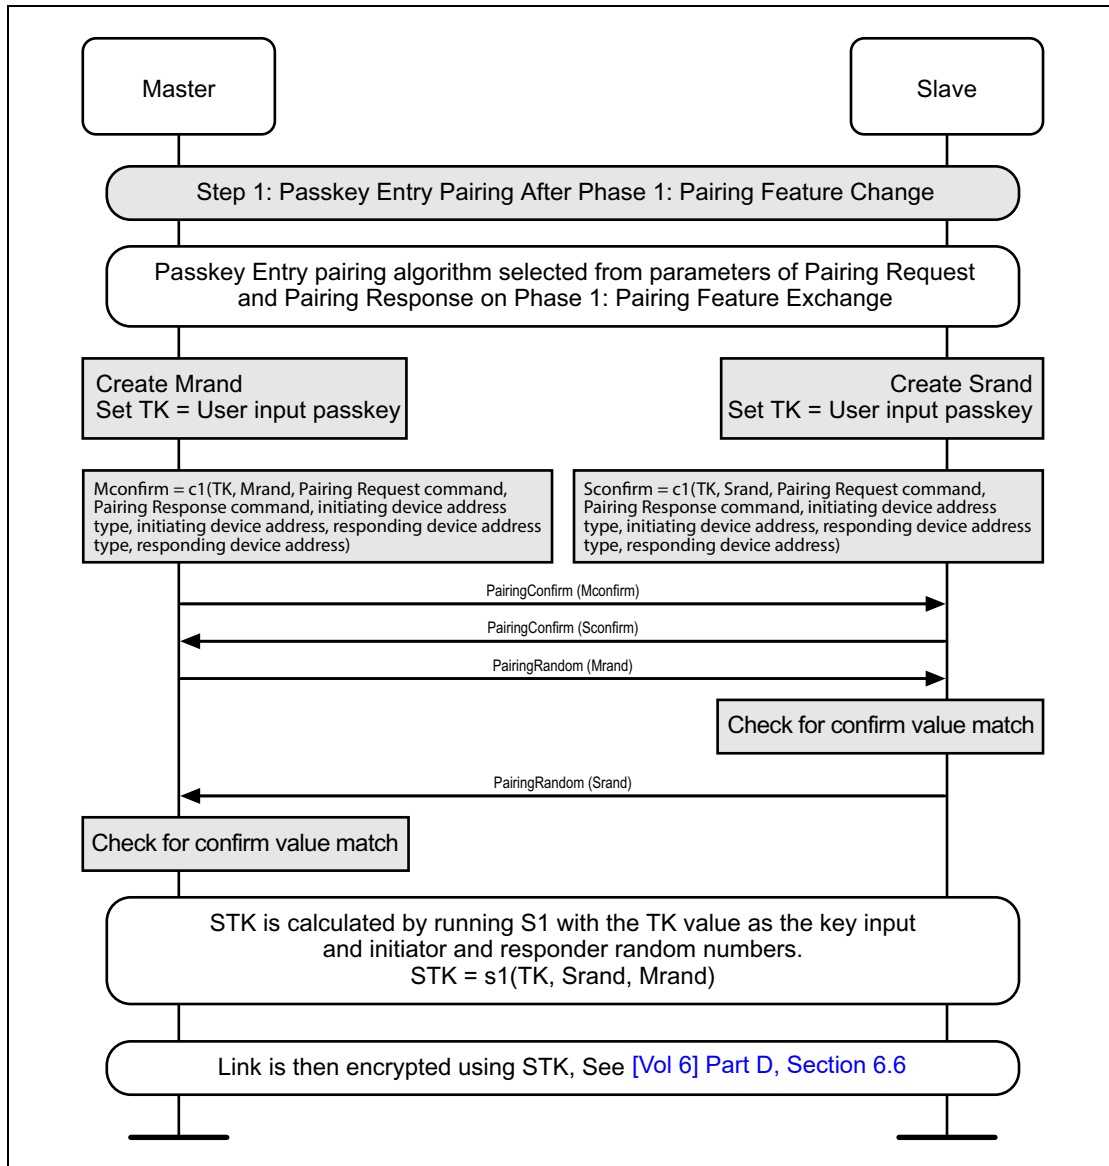 Master
Slave
Step 1: Passkey Entry Pairing After Phase 1: Pairing Feature Change
Passkey Entry pairing algorithm selected from parameters of Pairing Request
and Pairing Response on Phase 1: Pairing Feature Exchange
Create Mrand
Set TK = User input passkey
Create Srand
Set TK = User input passkey
Mconfirm = c1(TK, Mrand, Pairing Request command,
Pairing Response command, initiating device address
type, initiating device address, responding device address
type, responding device address)
Sconfirm = c1(TK, Srand, Pairing Request command,
Pairing Response command, initiating device address
type, initiating device address, responding device address
type, responding device address)
PairingConfirm (Mconfirm)
PairingConfirm (Sconfirm)
PairingRandom (Mrand)
Check for confirm value match
PairingRandom (Srand)
Check for confirm value match
STK is calculated by running S1 with the TK value as the key input
and initiator and responder random numbers.
STK = s1(TK, Srand, Mrand)
Link is then encrypted using STK, See [Vol 6] Part D, Section 6.6